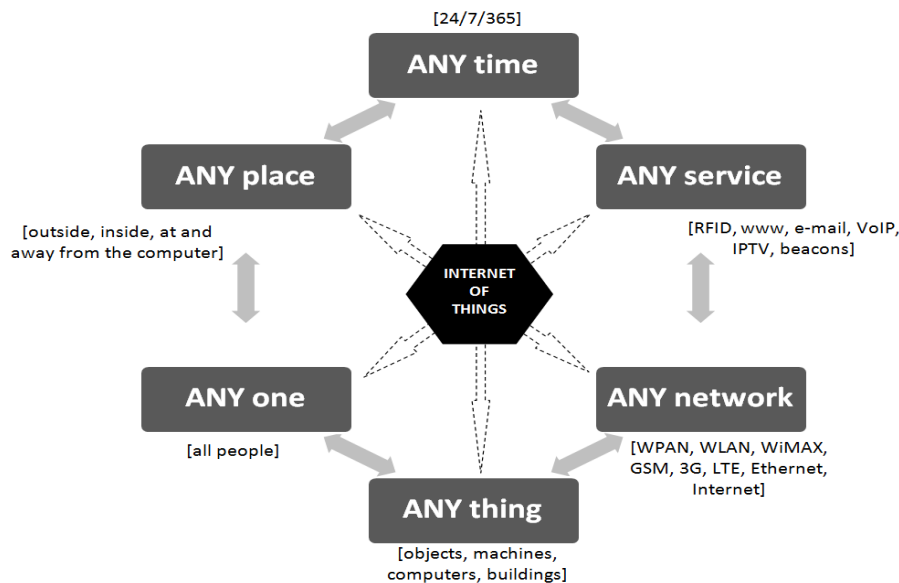 [24/7/365]
ANY time
ANY place
ANY service
[outside, inside, at and
away from the computer]
[RFID, www, e-mail, VoIP,
IPTV, beacons]
INTERNET
OF
THINGS
ANY one
ANY network
[all people]
[WPAN, WLAN, WiMAX,
GSM, 3G, LTE, Ethernet,
Internet]
ANY thing
[objects, machines,
computers, buildings]